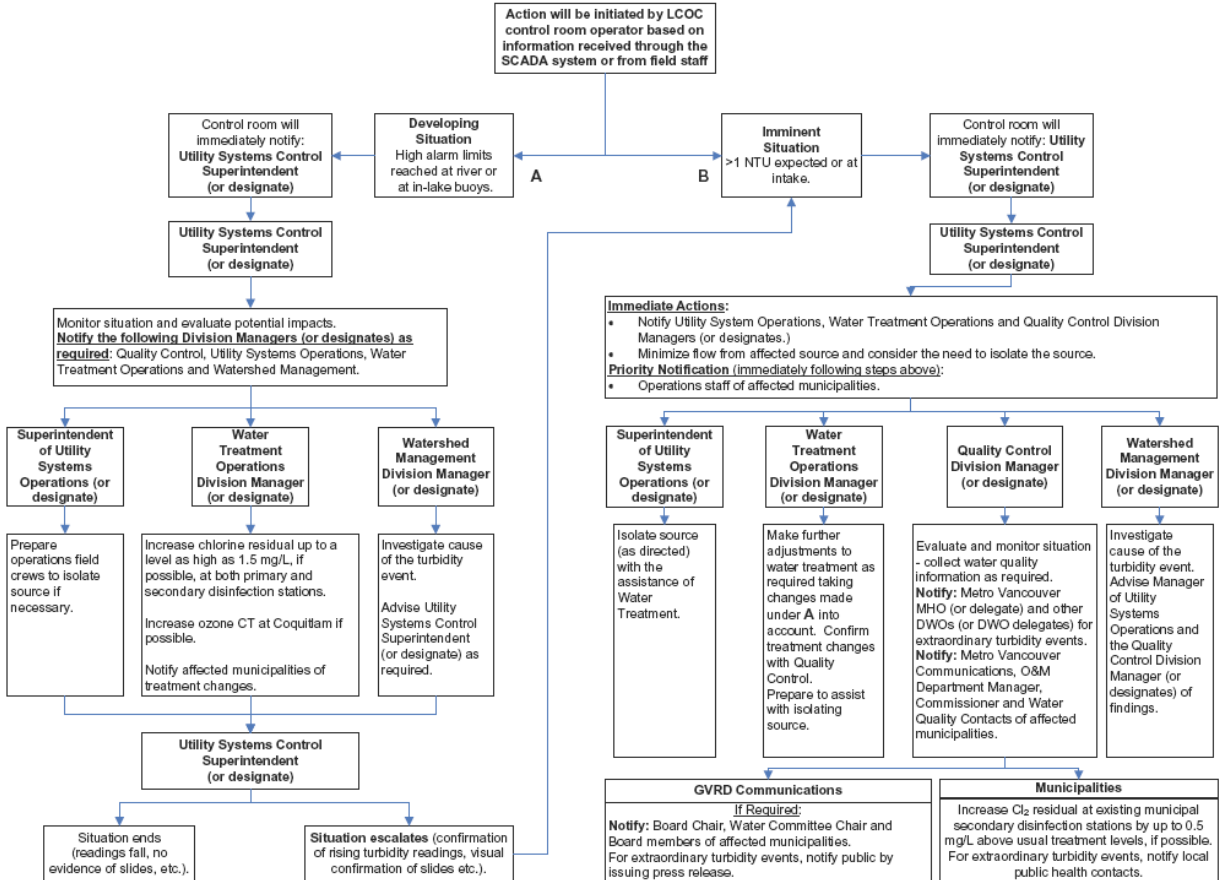 Action will be initiated by LCOC
control room operator based on
information received through the
SCADA system or from field staff
Control room will
immediately notify:
Utility Systems Control
Superintendent
(or designate)
Developing
Situation
High alarm limits
reached at river or
at in-lake buoys.
A
B
Imminent
Situation
>1 NTU expected or at
intake.
Control room will
immediately notify: Utility
Systems Control
Superintendent
(or designate)
Utility Systems Control
Superintendent
(or designate)
Utility Systems Control
Superintendent
(or designate)
Monitor situation and evaluate potential impacts.
Notify the following Division Managers (or designates) as
required: Quality Control, Utility Systems Operations, Water
Treatment Operations and Watershed Management.
Immediate Actions:
• Notify Utility System Operations, Water Treatment Operations and Quality Control Division
Managers (or designates.)
• Minimize flow from affected source and consider the need to isolate the source.
Priority Notification (immediately following steps above):
• Operations staff of affected municipalities.
Superintendent
of Utility
Systems
Operations (or
designate)
Water
Treatment
Operations
Division Manager
(or designate)
Watershed
Management
Division Manager
(or designate)
Superintendent
of Utility
Systems
Operations (or
designate)
Water
Treatment
Operations
Division Manager
(or designate)
Quality Control
Division Manager
(or designate)
Watershed
Management
Division Manager
(or designate)
Prepare
operations field
crews to isolate
source if
necessary.
Increase chlorine residual up to a
level as high as 1.5 mg/L, if
possible, at both primary and
secondary disinfection stations.
Increase ozone CT at Coquitlam if
possible.
Notify affected municipalities of
treatment changes.
Investigate cause
of the turbidity
event.
Advise Utility
Systems Control
Superintendent
(or designate) as
required.
Isolate source
(as directed)
with the
assistance of
Water
Treatment.
Make further
adjustments to
water treatment as
required taking
changes made
under A into
account. Confirm
treatment changes
with Quality
Control.
Prepare to assist
with isolating
source.
Evaluate and monitor situation
- collect water quality
information as required.
Notify: Metro Vancouver
MHO (or delegate) and other
DWOs (or DWO delegates) for
extraordinary turbidity events.
Notify: Metro Vancouver
Communications, O&M
Department Manager,
Commissioner and Water
Quality Contacts of affected
municipalities.
Investigate
cause of the
turbidity event.
Advise Manager
of Utility
Systems
Operations and
the Quality
Control Division
Manager (or
designates) of
findings.
Utility Systems Control
Superintendent
(or designate)
Situation ends
(readings fall, no
evidence of slides, etc.).
Situation escalates (confirmation
of rising turbidity readings, visual
confirmation of slides etc.).
GVRD Communications
If Required:
Notify: Board Chair, Water Committee Chair and
Board members of affected municipalities.
For extraordinary turbidity events, notify public by
issuing press release.
Municipalities
Increase Cl₂ residual at existing municipal
secondary disinfection stations by up to 0.5
mg/L above usual treatment levels, if possible.
For extraordinary turbidity events, notify local
public health contacts.